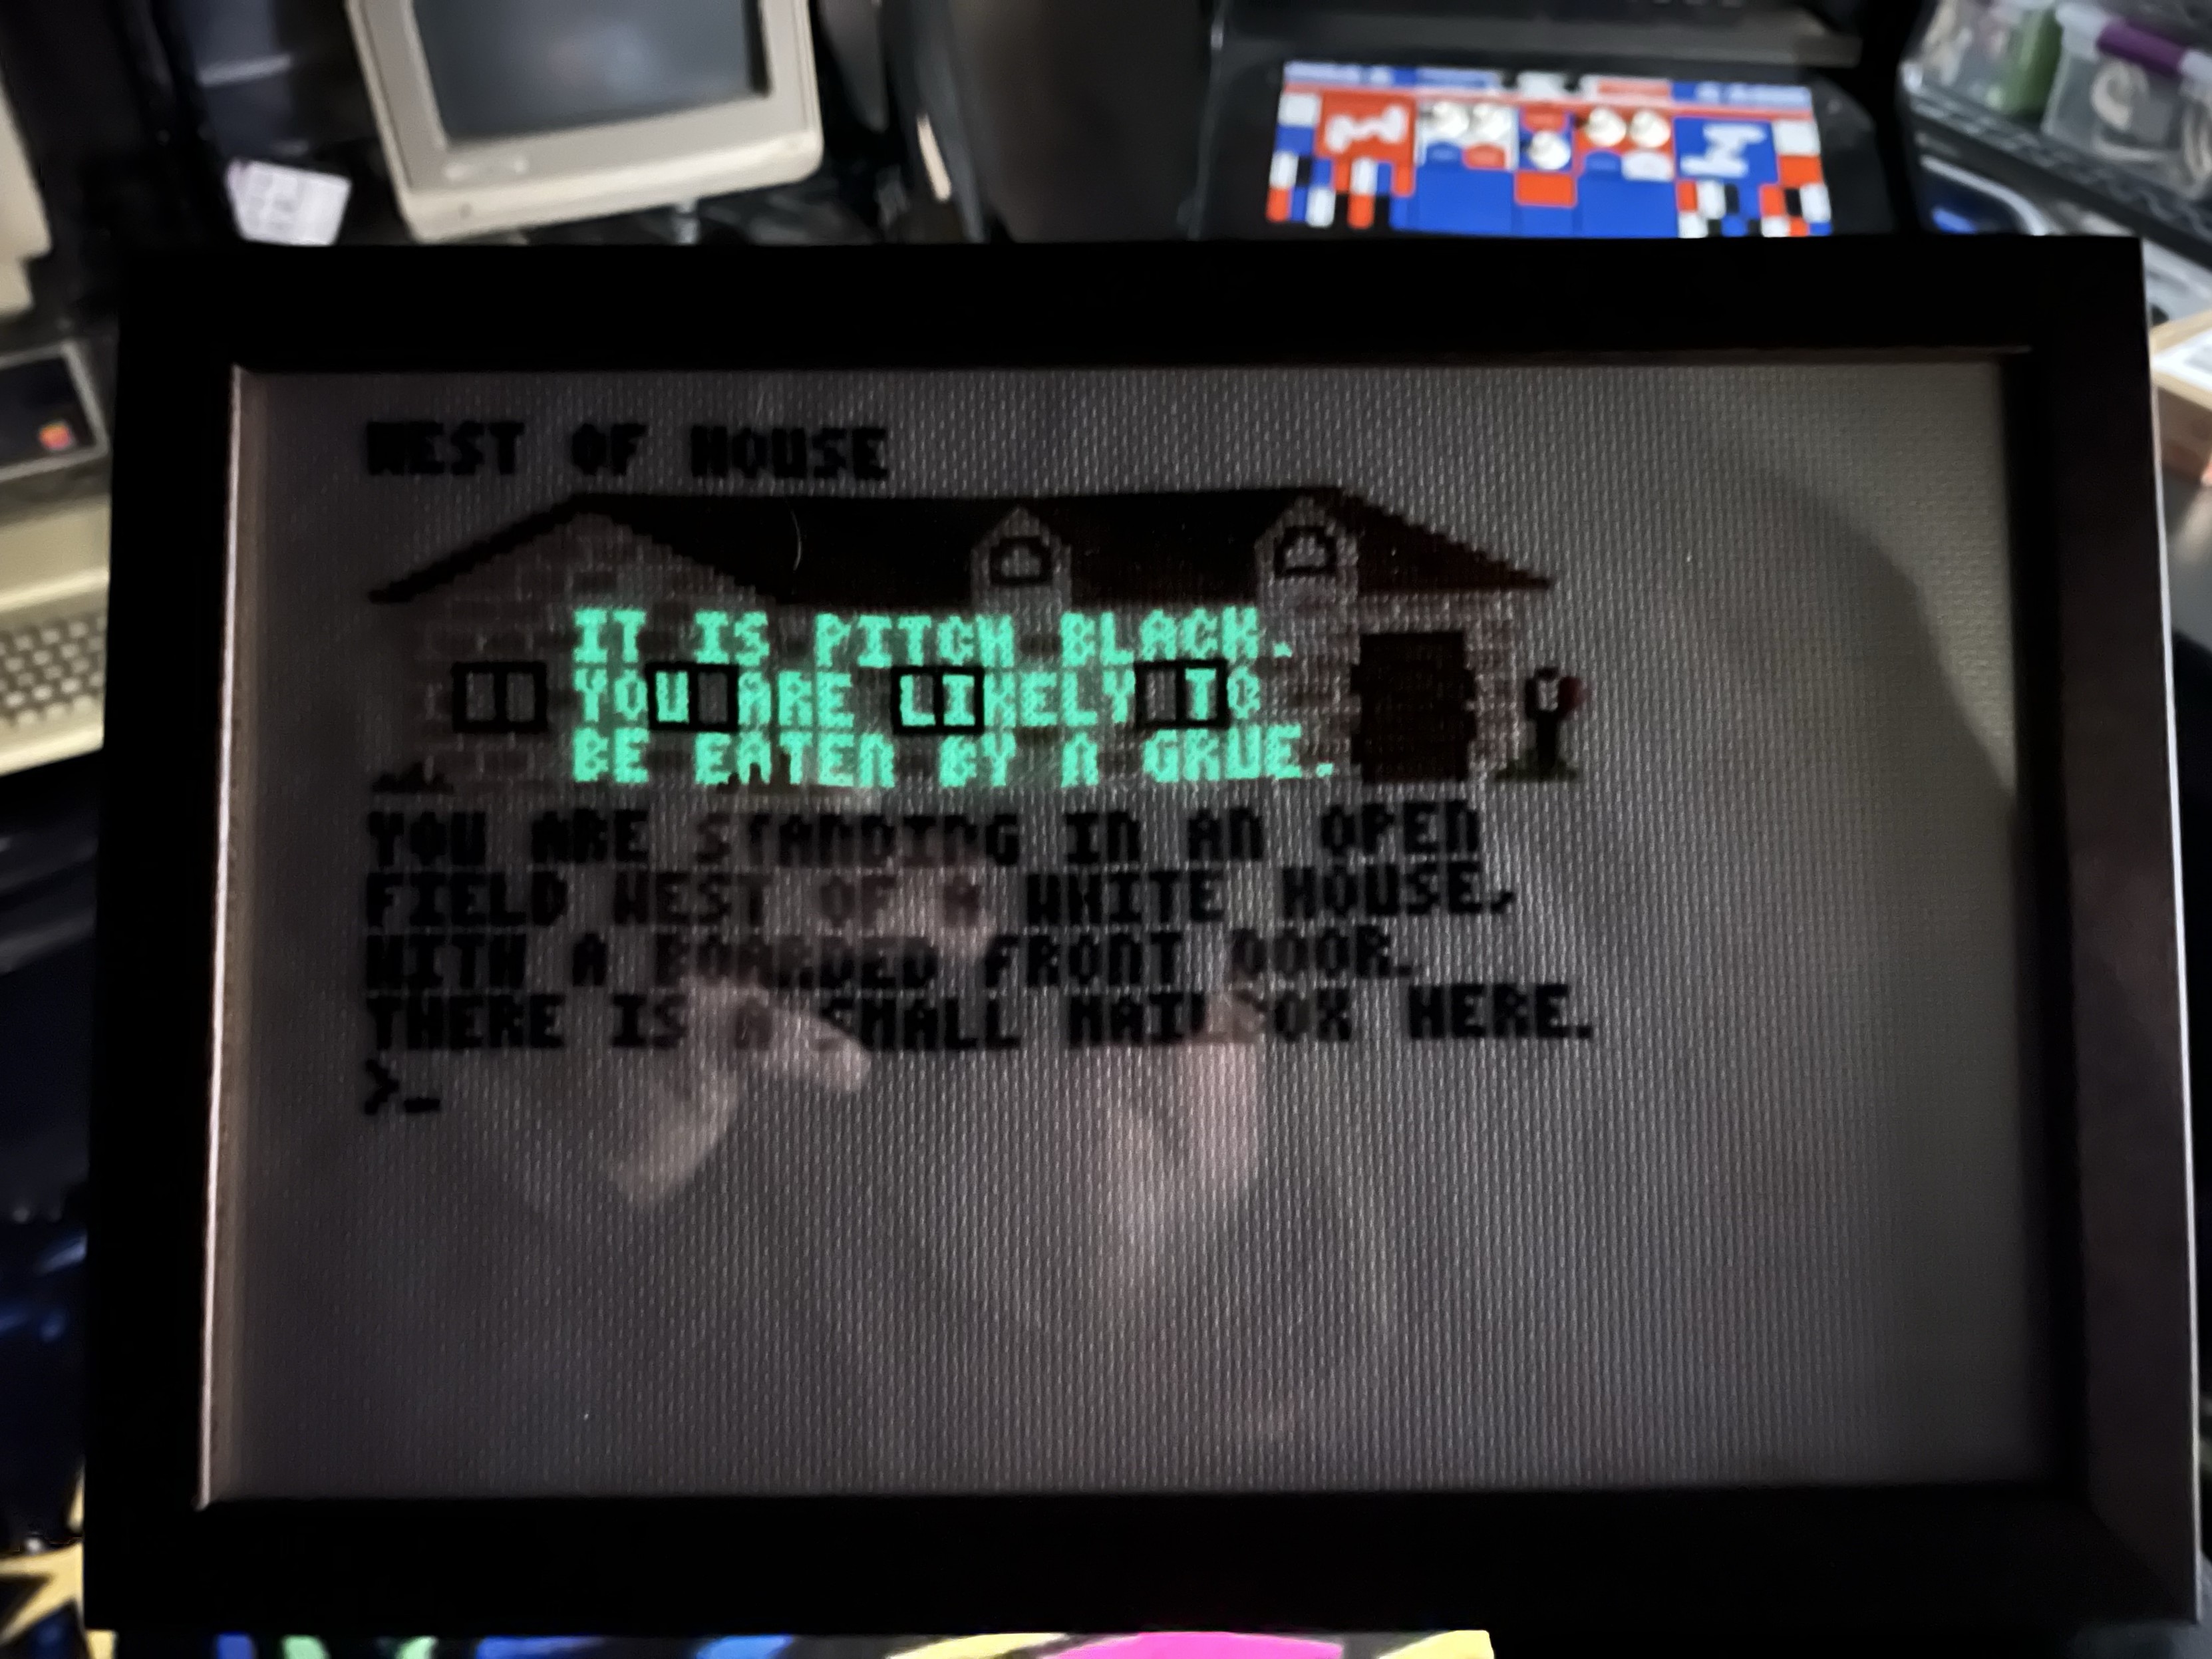 WEST OF HOUSE
IT IS PITCH BLACK.
YOU ARE LIKELY TO
BE EATEN BY A GRUE.
YOU ARE STANDING IN AN OPEN
FIELD WEST OF A WHITE HOUSE,
WITH A BOARDED FRONT DOOR.
THERE IS A SMALL MAILBOX HERE.
>_